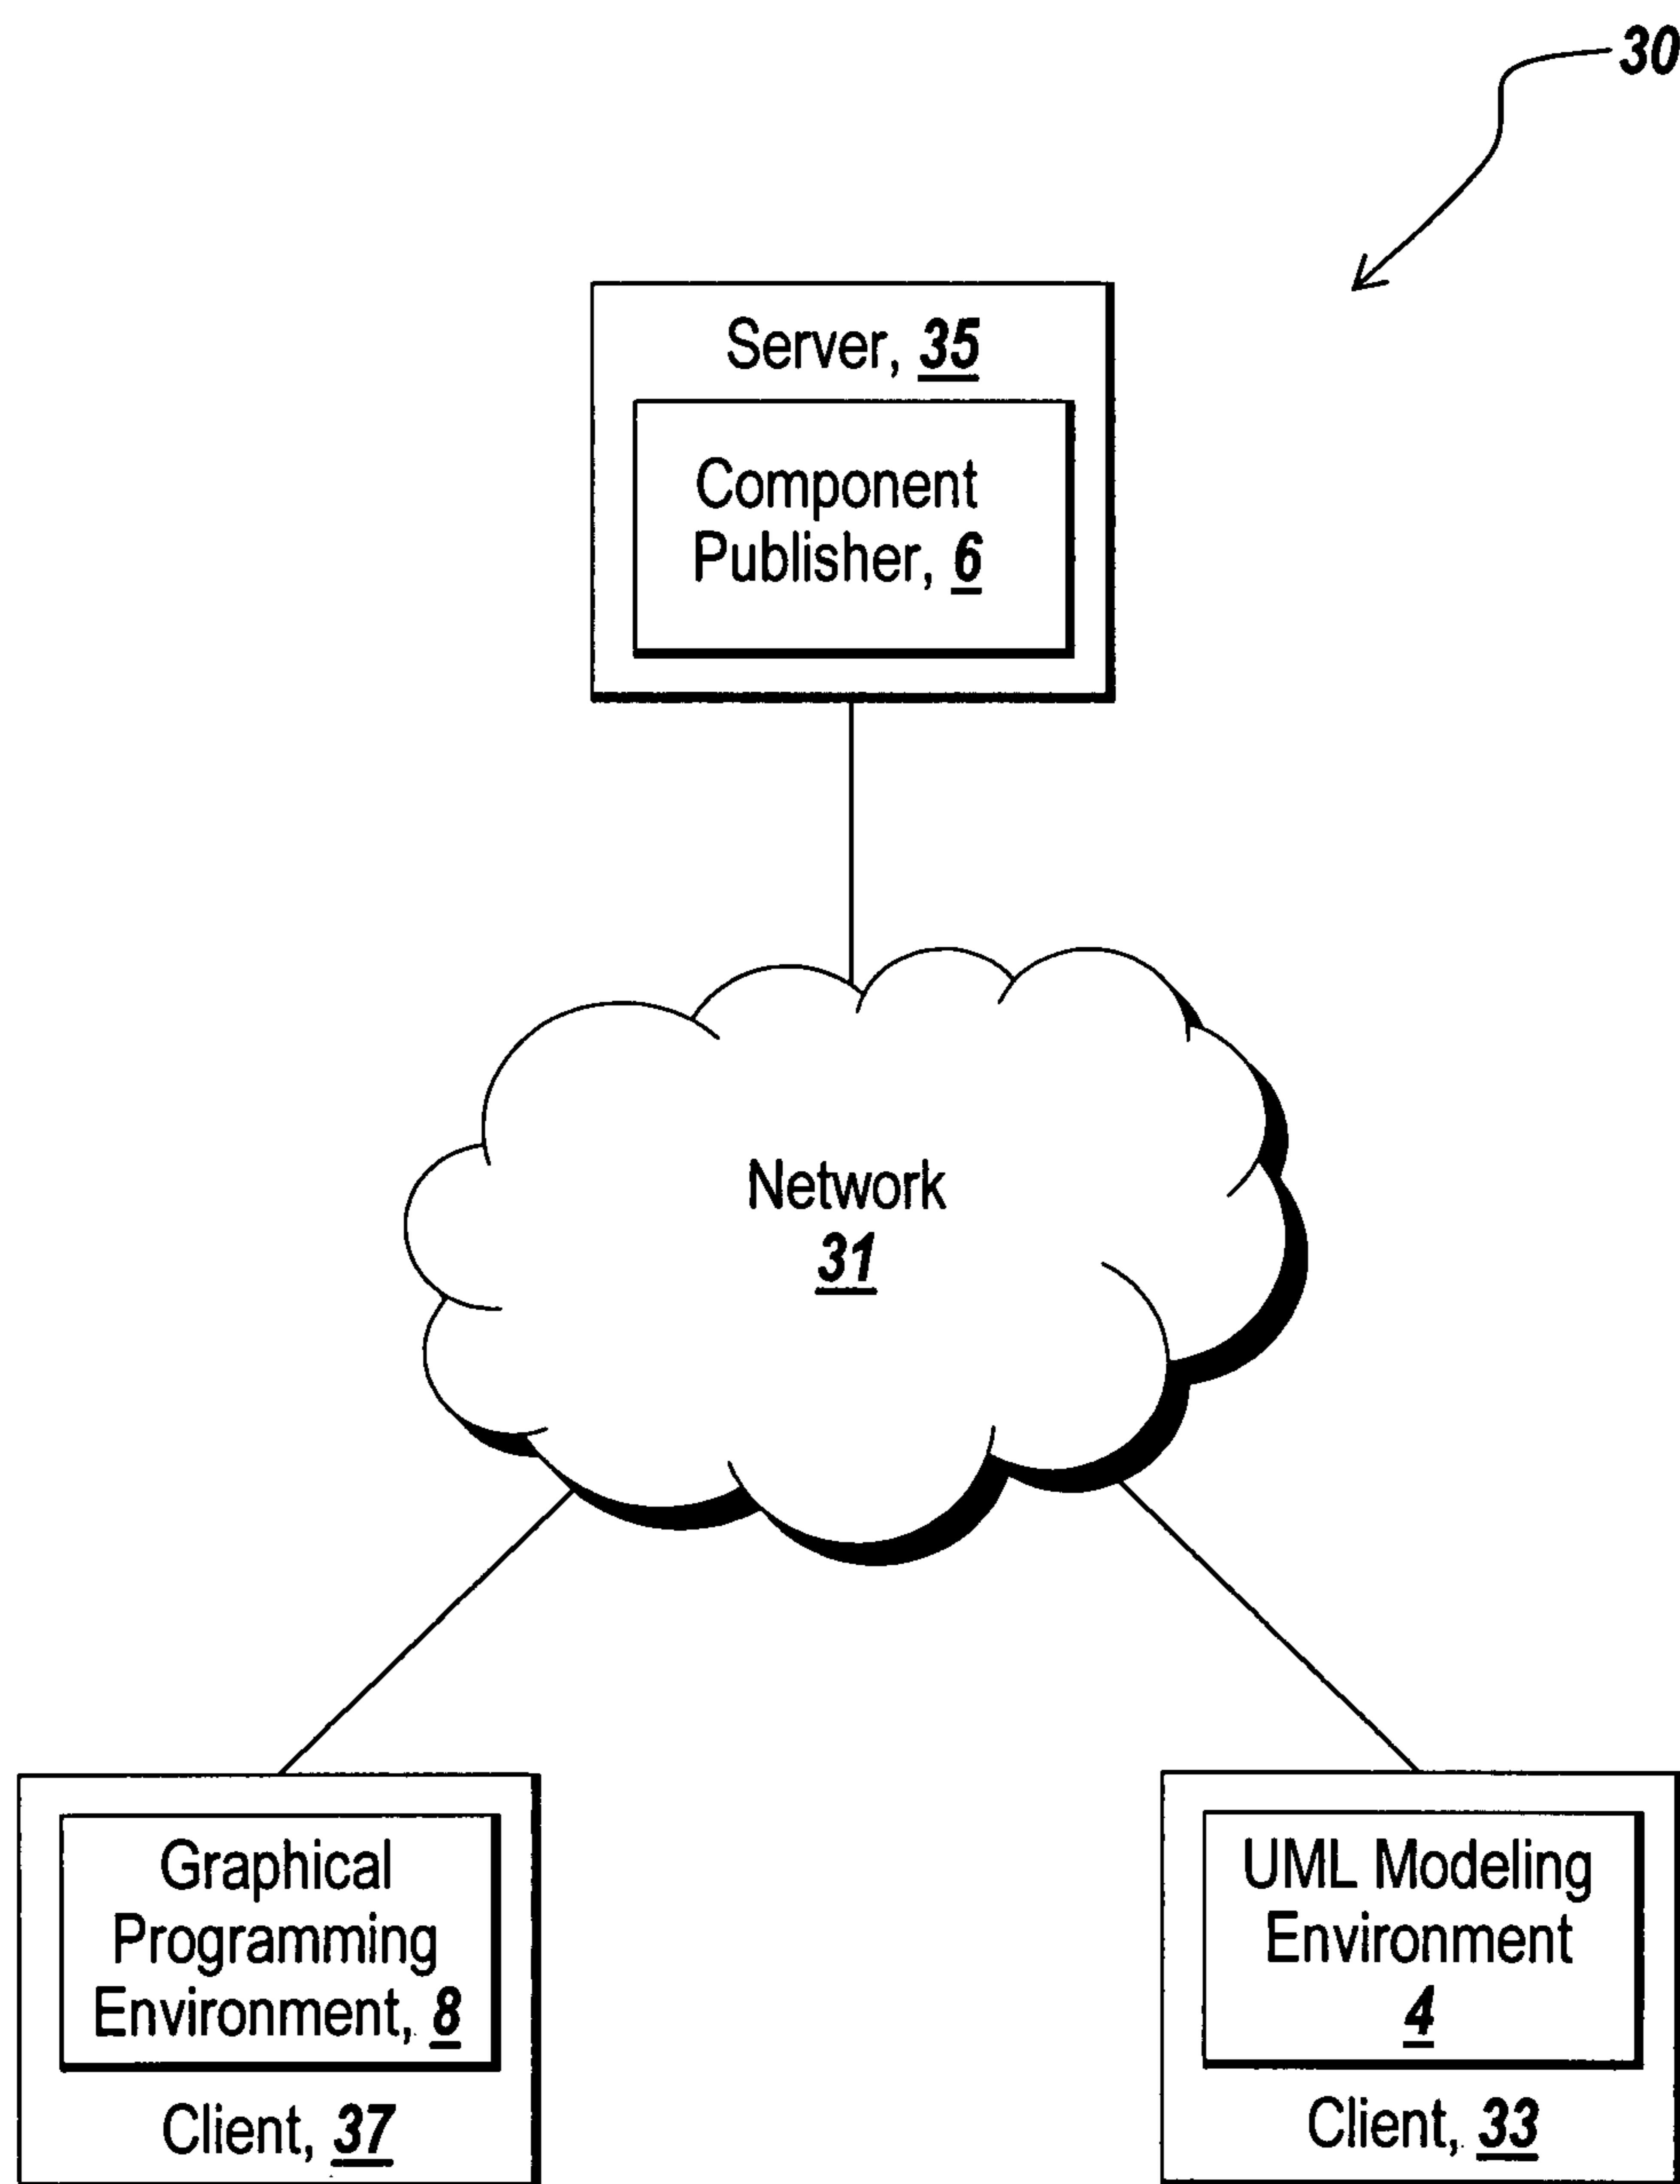 30
Server, 35
Component
Publisher, 6
Network
31
Graphical
Programming
Environment, 8
Client, 37
UML Modeling
Environment
4
Client, 33